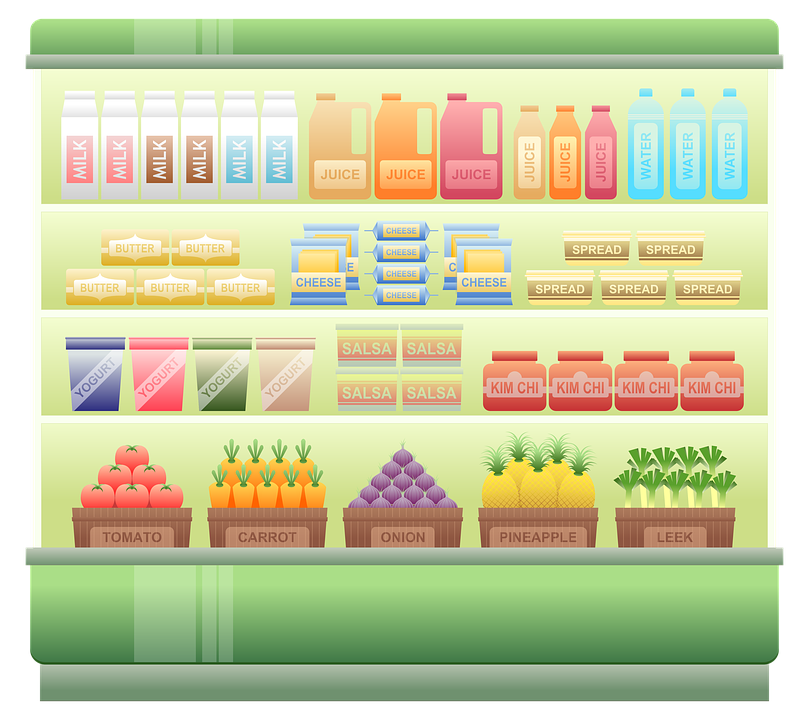 MILK MILK MILK MILK MILK MILK JUICE JUICE JUICE JUICE JUICE JUICE WATER WATER WATER
CHEESE
BUTTER BUTTER E CHEESE C SPREAD SPREAD
CHEESE
BUTTER BUTTER BUTTER CHEESE CHEESE SPREAD SPREAD SPREAD
CHEESE
SALSA SALSA
YOGURT YOGURT YOGURT YOGURT KIM CHI KIM CHI KIM CHI KIM CHI
SALSA SALSA
TOMATO CARROT ONION PINEAPPLE LEEK